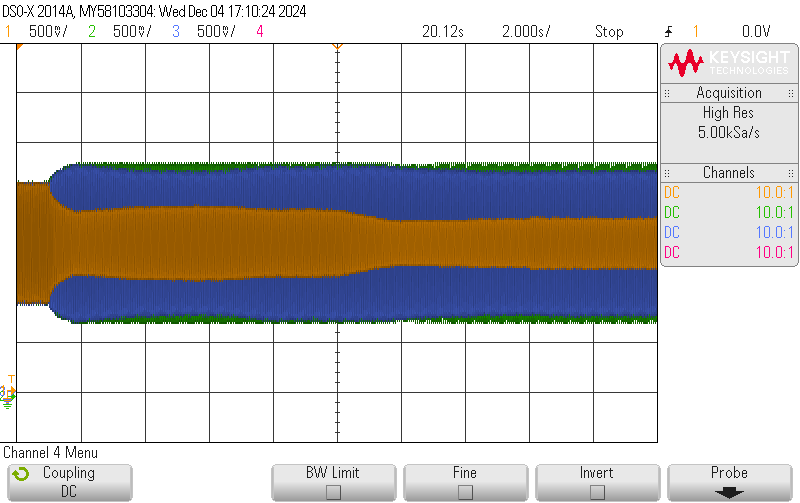 DSO-X 2014A, MY58103304: Wed Dec 04 17:10:24 2024
1 500mV/ 2 500mV/ 3 500mV/ 4 20.12s 2.000s/ Stop 1 0.0V
KEYSIGHT
TECHNOLOGIES
Acquisition
High Res
5.00kSa/s
Channels
DC 10.0:1
DC 10.0:1
DC 10.0:1
DC 10.0:1
T
Channel 4 Menu
Coupling
DC
BW Limit
Fine
Invert
Probe